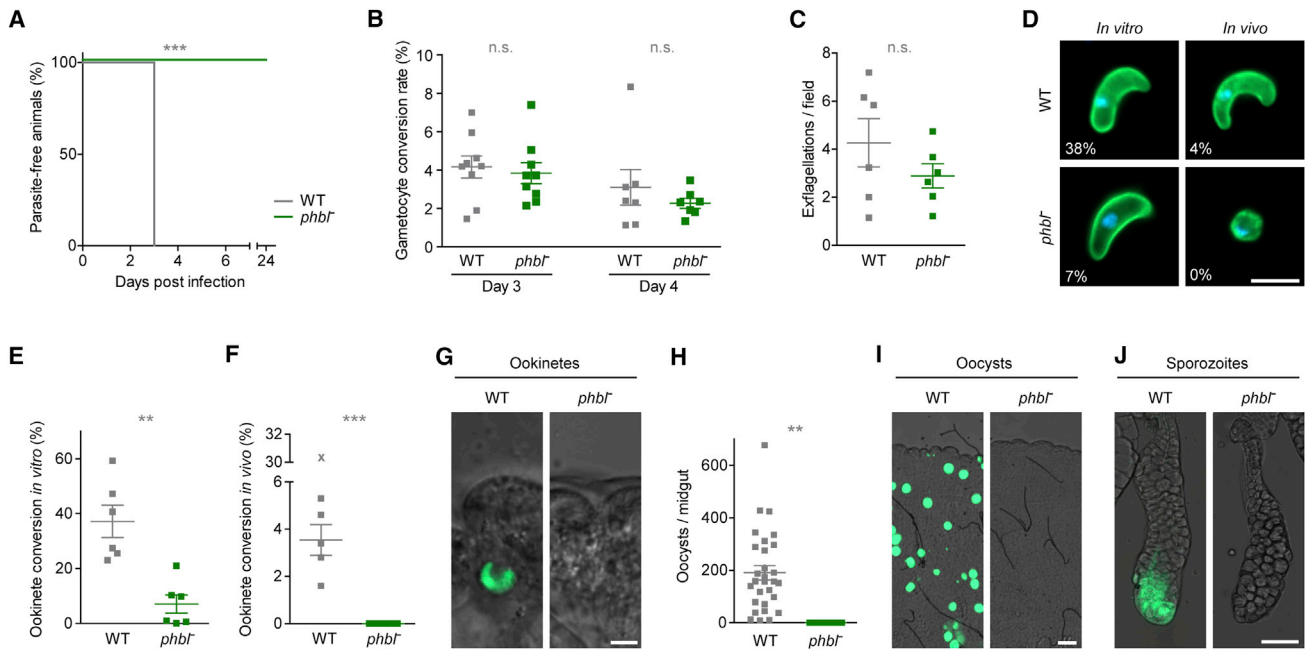 A
***
Parasite-free animals (%)
100
50
0
0 2 4 6 24
Days post infection
WT
phbl⁻
B
Gametocyte conversion rate (%)
10
8
6
4
2
0
n.s. n.s.
WT phbl⁻ WT phbl⁻
Day 3 Day 4
C
Exflagellations / field
8
6
4
2
0
n.s.
WT phbl⁻
D
In vitro In vivo
WT
38% 4%
phbl⁻
7% 0%
E
Ookinete conversion in vitro (%)
60
40
20
0
**
WT phbl⁻
F
Ookinete conversion in vivo (%)
32
30
6
4
2
0
***
x
WT phbl⁻
G
Ookinetes
WT phbl⁻
H
Oocysts / midgut
600
400
200
0
**
WT phbl⁻
I
Oocysts
WT phbl⁻
J
Sporozoites
WT phbl⁻